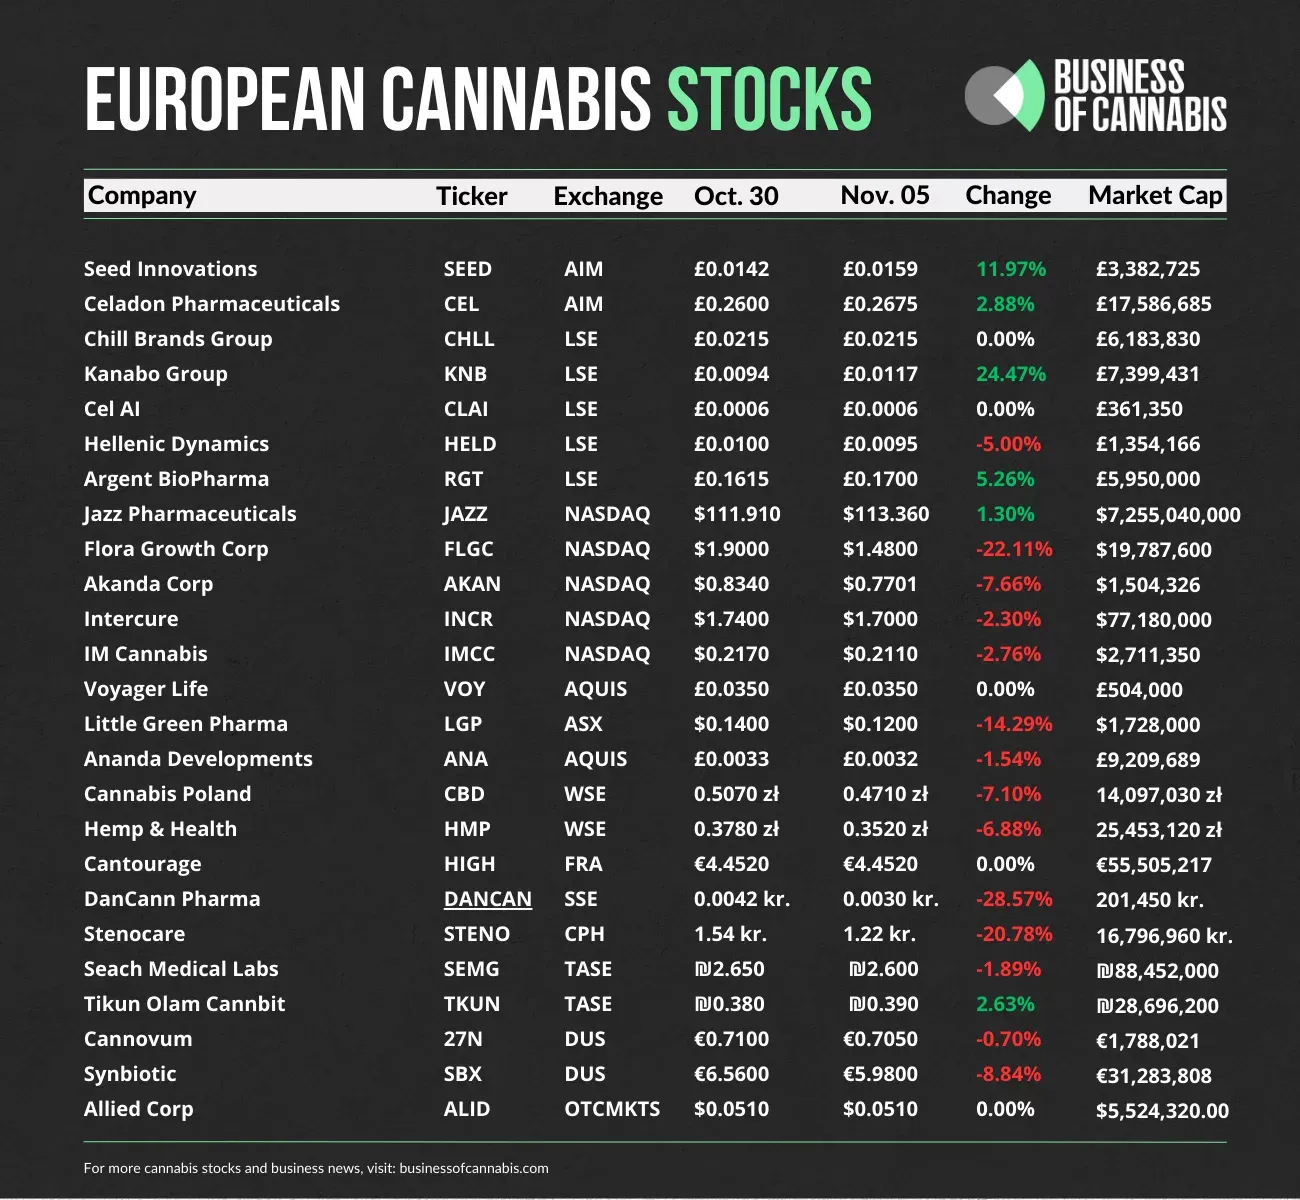 EUROPEAN CANNABIS STOCKS
BUSINESS
OF CANNABIS
Company Ticker Exchange Oct. 30 Nov. 05 Change Market Cap
Seed Innovations SEED AIM £0.0142 £0.0159 11.97% £3,382,725
Celadon Pharmaceuticals CEL AIM £0.2600 £0.2675 2.88% £17,586,685
Chill Brands Group CHLL LSE £0.0215 £0.0215 0.00% £6,183,830
Kanabo Group KNB LSE £0.0094 £0.0117 24.47% £7,399,431
Cel AI CLAI LSE £0.0006 £0.0006 0.00% £361,350
Hellenic Dynamics HELD LSE £0.0100 £0.0095 -5.00% £1,354,166
Argent BioPharma RGT LSE £0.1615 £0.1700 5.26% £5,950,000
Jazz Pharmaceuticals JAZZ NASDAQ $111.910 $113.360 1.30% $7,255,040,000
Flora Growth Corp FLGC NASDAQ $1.9000 $1.4800 -22.11% $19,787,600
Akanda Corp AKAN NASDAQ $0.8340 $0.7701 -7.66% $1,504,326
Intercure INCR NASDAQ $1.7400 $1.7000 -2.30% $77,180,000
IM Cannabis IMCC NASDAQ $0.2170 $0.2110 -2.76% $2,711,350
Voyager Life VOY AQUIS £0.0350 £0.0350 0.00% £504,000
Little Green Pharma LGP ASX $0.1400 $0.1200 -14.29% $1,728,000
Ananda Developments ANA AQUIS £0.0033 £0.0032 -1.54% £9,209,689
Cannabis Poland CBD WSE 0.5070 zł 0.4710 zł -7.10% 14,097,030 zł
Hemp & Health HMP WSE 0.3780 zł 0.3520 zł -6.88% 25,453,120 zł
Cantourage HIGH FRA €4.4520 €4.4520 0.00% €55,505,217
DanCann Pharma DANCAN SSE 0.0042 kr. 0.0030 kr. -28.57% 201,450 kr.
Stenocare STENO CPH 1.54 kr. 1.22 kr. -20.78% 16,796,960 kr.
Seach Medical Labs SEMG TASE ₪2.650 ₪2.600 -1.89% ₪88,452,000
Tikun Olam Cannbit TKUN TASE ₪0.380 ₪0.390 2.63% ₪28,696,200
Cannovum 27N DUS €0.7100 €0.7050 -0.70% €1,788,021
Synbiotic SBX DUS €6.5600 €5.9800 -8.84% €31,283,808
Allied Corp ALID OTCMKTS $0.0510 $0.0510 0.00% $5,524,320.00
For more cannabis stocks and business news, visit: businessofcannabis.com